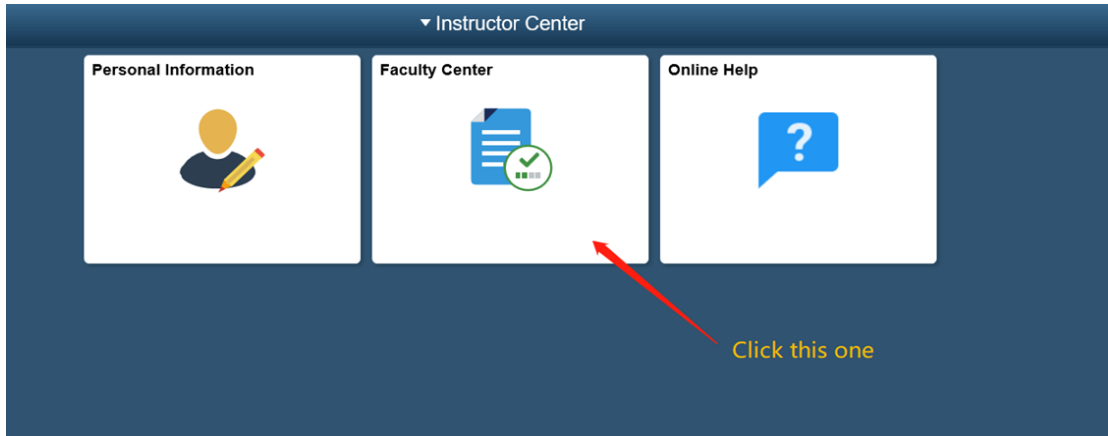 Instructor Center
Personal Information
Faculty Center
Online Help
?
Click this one